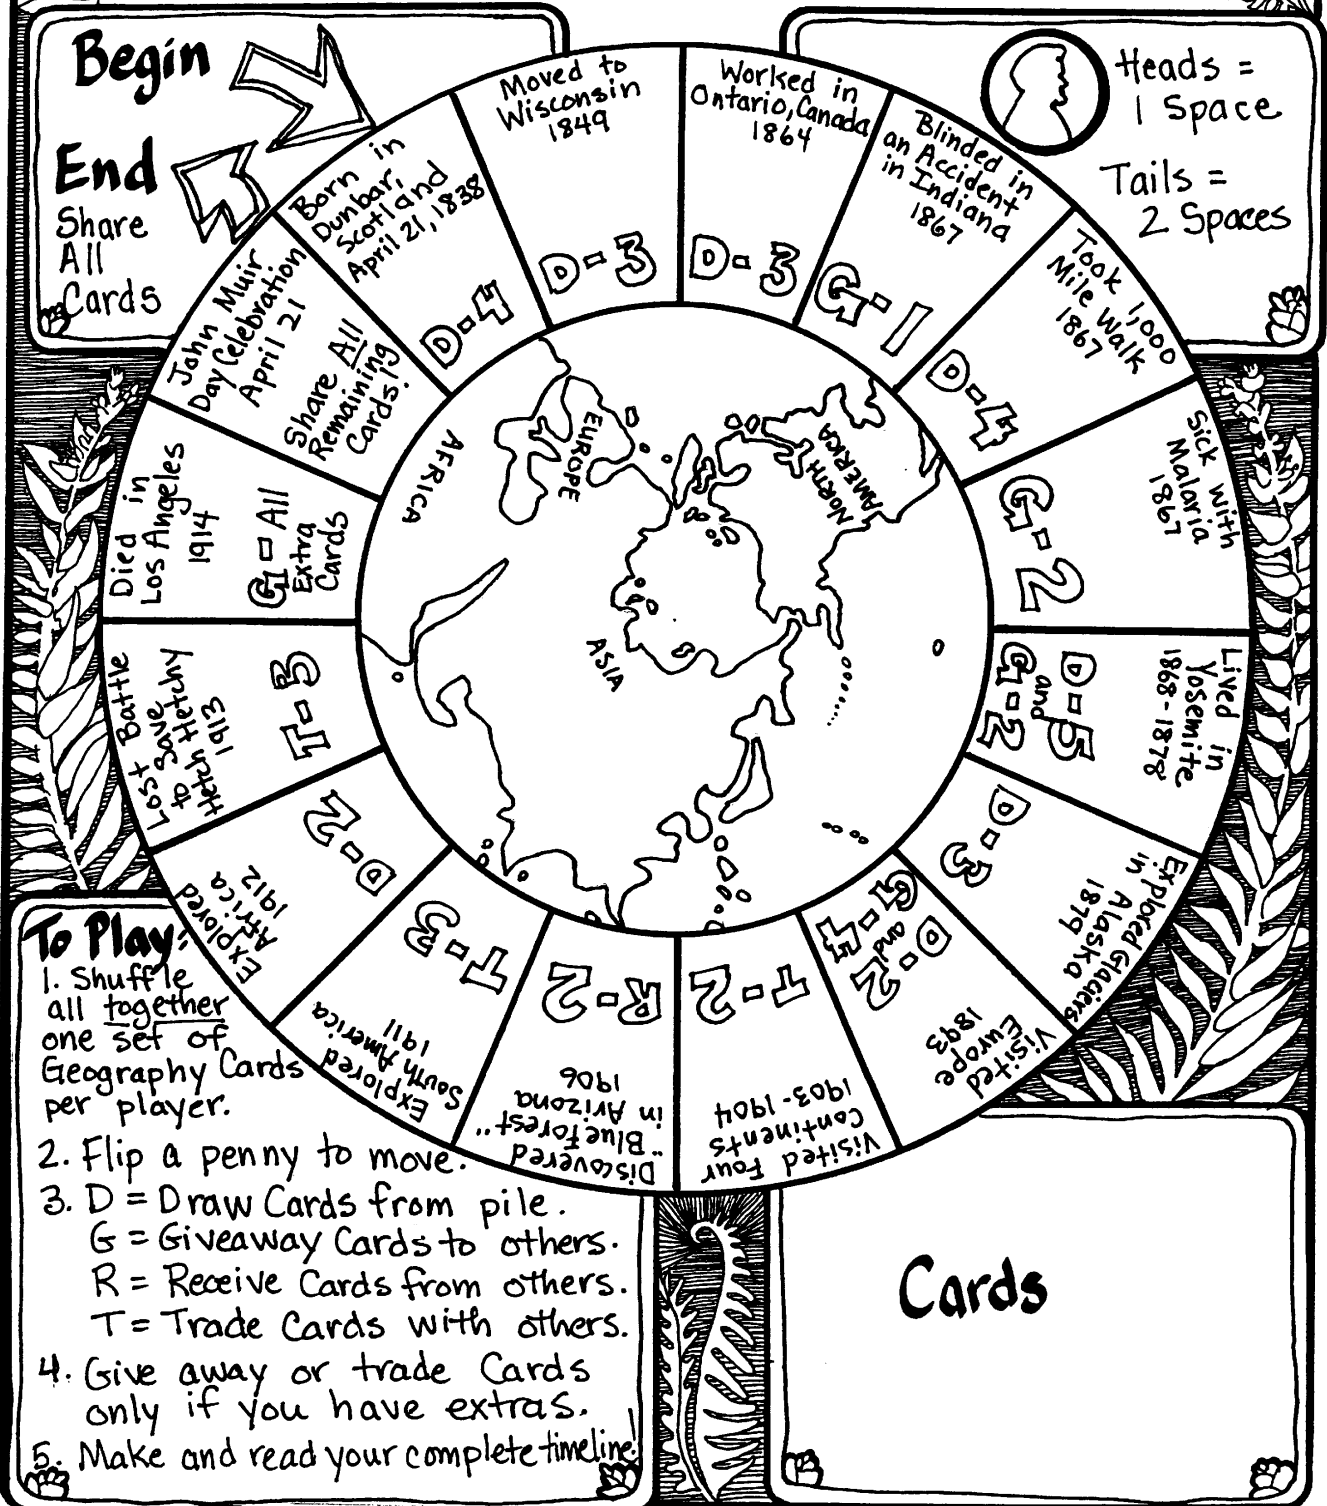 Begin
End
Share
All
Cards
Heads =
1 Space
Tails =
2 Spaces
Born in
Dunbar,
Scotland
April 21, 1838
D-4
Moved to
Wisconsin
1849
D-3
Worked in
Ontario, Canada
1864
D-3
Blinded in
an Accident
in Indiana
1867
G-1
Took 1,000
Mile Walk
1867
D-4
Sick with
Malaria
1867
G-2
Lived in
Yosemite
1868-1878
D-5
and
G-2
Explored Glaciers
in Alaska
1879
D-3
Visited
Europe
1893
D-2
and
G-4
Visited Four
Continents
1903-1904
T-2
Discovered
"Blue Forest"
in Arizona
1906
R-2
Explored
South America
1911
T-3
Explored
Africa
1912
D-2
Lost Battle
to Save
Hetch Hetchy
1913
T-5
Died in
Los Angeles
1914
G-All
Extra
Cards
John Muir
Day Celebration
April 21
Share All
Remaining
Cards!
AFRICA
EUROPE
NORTH
AMERICA
ASIA
To Play:
1. Shuffle
all together
one set of
Geography Cards
per player.
2. Flip a penny to move.
3. D = Draw Cards from pile.
G = Giveaway Cards to others.
R = Receive Cards from others.
T = Trade Cards with others.
4. Give away or trade Cards
only if you have extras.
5. Make and read your complete timeline!
Cards